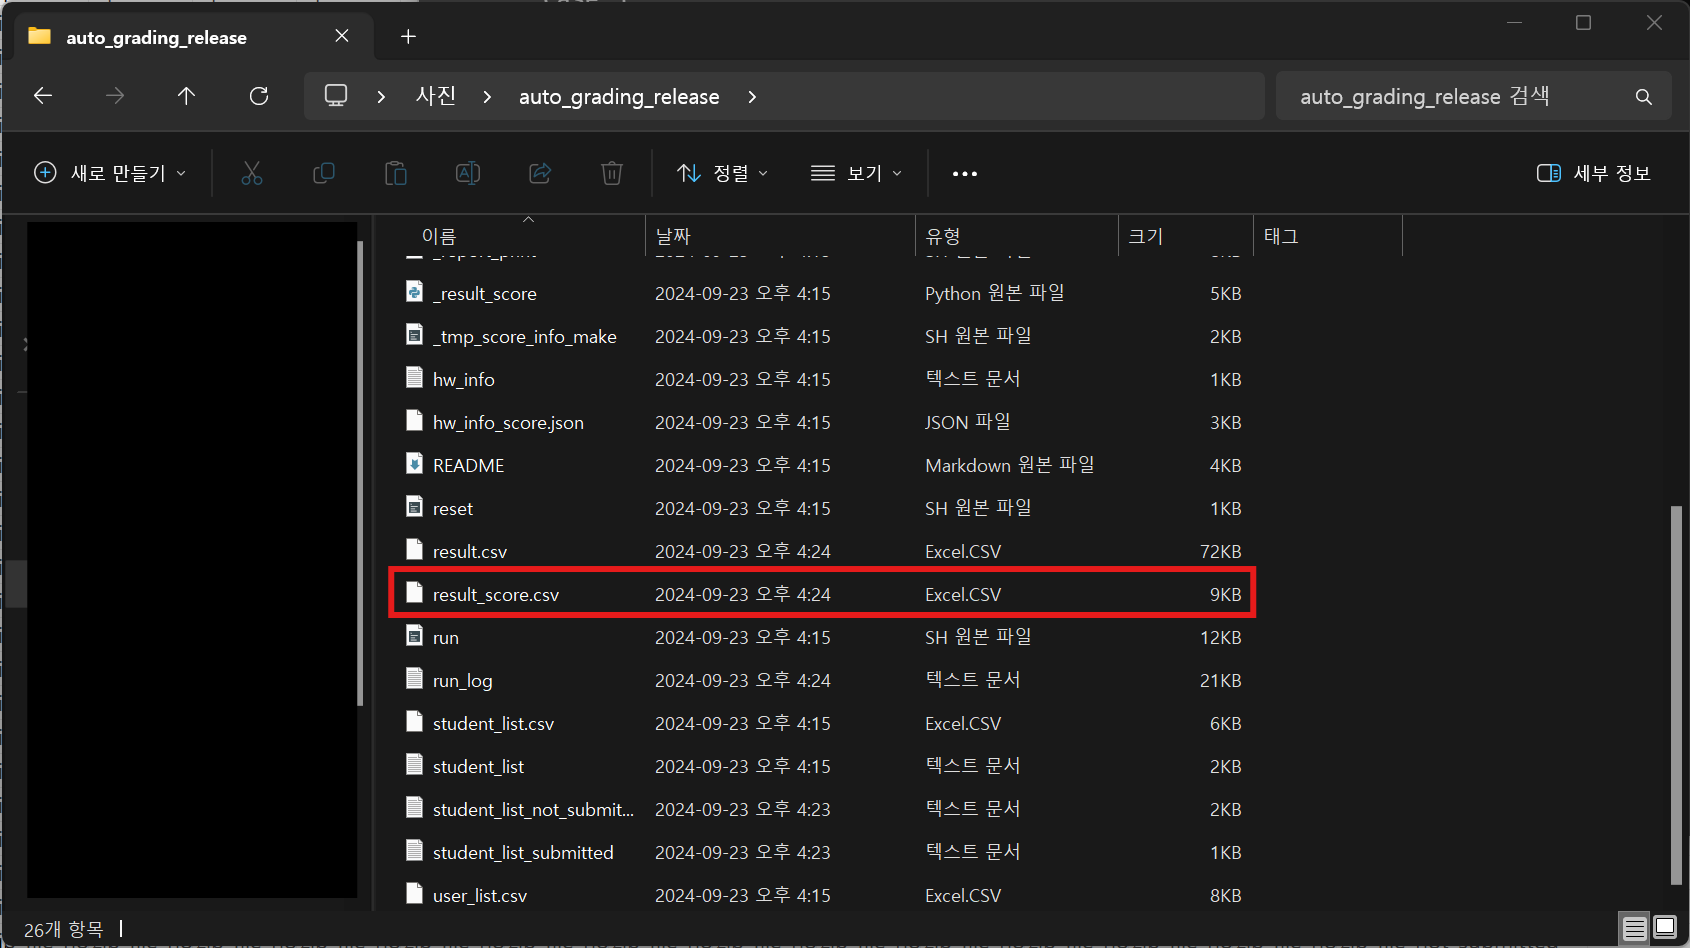 auto_grading_release
사진 auto_grading_release
auto_grading_release 검색
새로 만들기
정렬
보기
세부 정보
이름 날짜 유형 크기 태그
_result_score 2024-09-23 오후 4:15 Python 원본 파일 5KB
_tmp_score_info_make 2024-09-23 오후 4:15 SH 원본 파일 2KB
hw_info 2024-09-23 오후 4:15 텍스트 문서 1KB
hw_info_score.json 2024-09-23 오후 4:15 JSON 파일 3KB
README 2024-09-23 오후 4:15 Markdown 원본 파일 4KB
reset 2024-09-23 오후 4:15 SH 원본 파일 1KB
result.csv 2024-09-23 오후 4:24 Excel.CSV 72KB
result_score.csv 2024-09-23 오후 4:24 Excel.CSV 9KB
run 2024-09-23 오후 4:15 SH 원본 파일 12KB
run_log 2024-09-23 오후 4:24 텍스트 문서 21KB
student_list.csv 2024-09-23 오후 4:15 Excel.CSV 6KB
student_list 2024-09-23 오후 4:15 텍스트 문서 2KB
student_list_not_submit... 2024-09-23 오후 4:23 텍스트 문서 2KB
student_list_submitted 2024-09-23 오후 4:23 텍스트 문서 1KB
user_list.csv 2024-09-23 오후 4:15 Excel.CSV 8KB
26개 항목